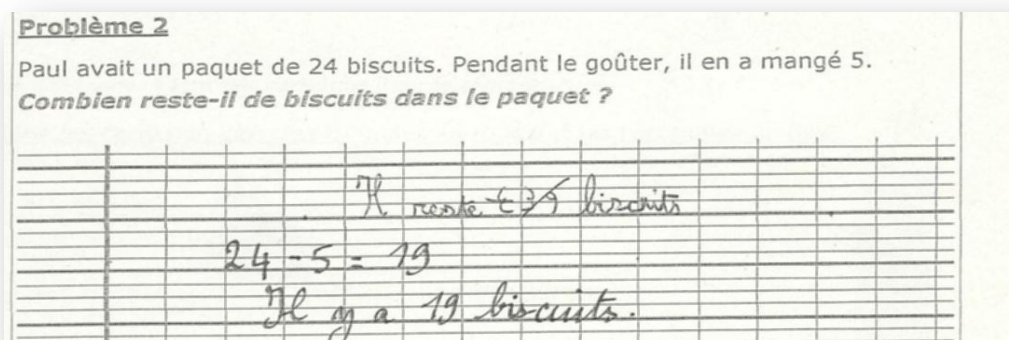 Problème 2
Paul avait un paquet de 24 biscuits. Pendant le goûter, il en a mangé 5.
Combien reste-il de biscuits dans le paquet ?
Il reste biscuits
24 - 5 = 19
Il y a 19 biscuits.